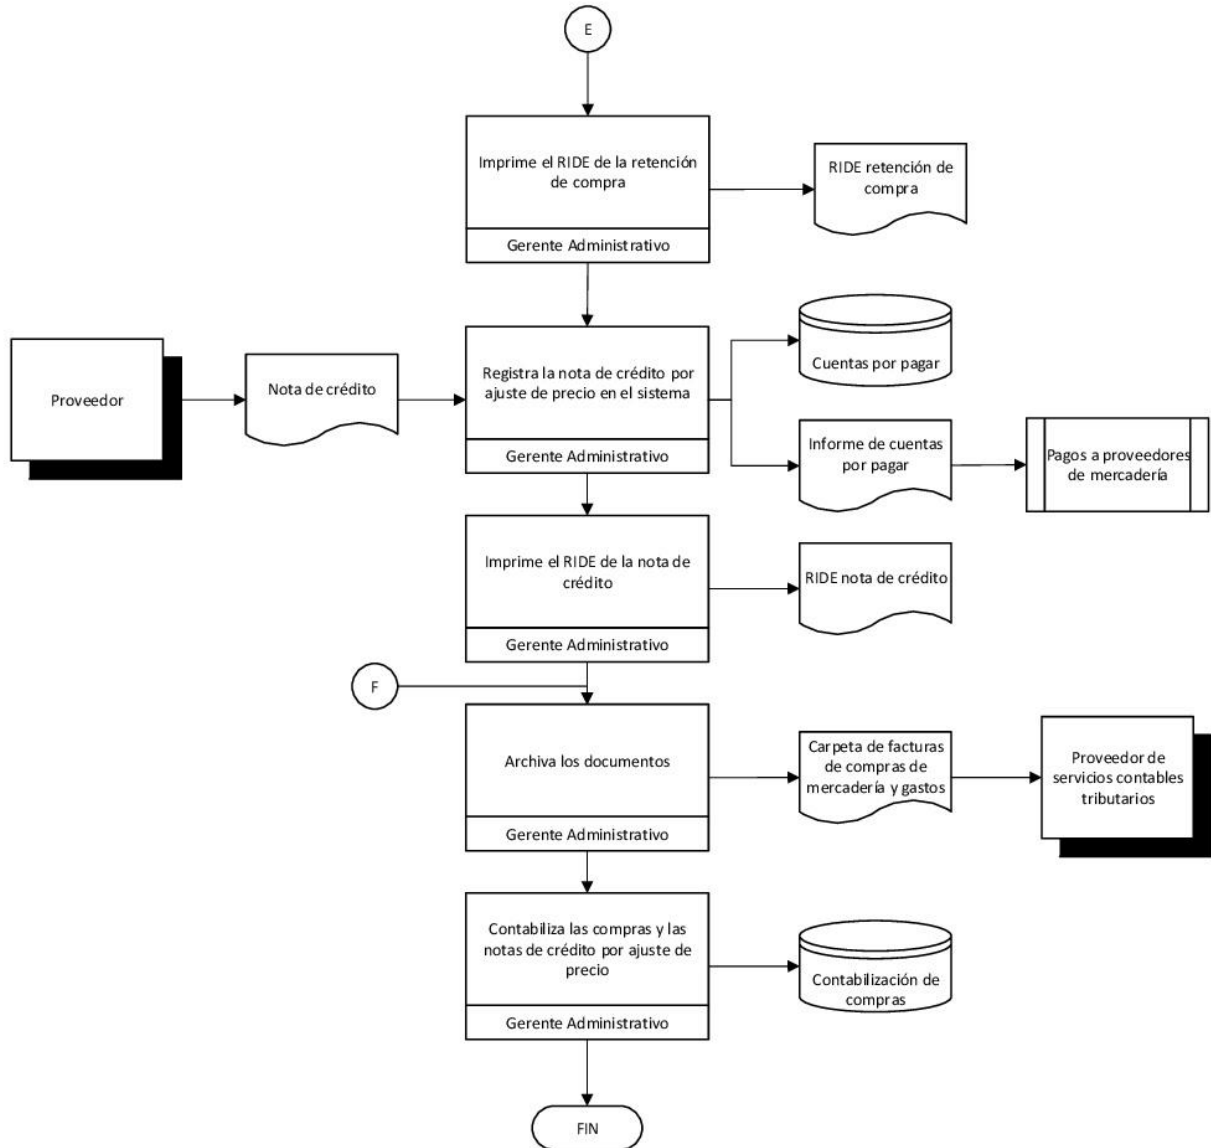 E
Imprime el RIDE de la retención
de compra
Gerente Administrativo
RIDE retención de
compra
Proveedor
Nota de crédito
Registra la nota de crédito por
ajuste de precio en el sistema
Gerente Administrativo
Cuentas por pagar
Informe de cuentas
por pagar
Pagos a proveedores
de mercadería
Imprime el RIDE de la nota de
crédito
Gerente Administrativo
RIDE nota de crédito
F
Archiva los documentos
Gerente Administrativo
Carpeta de facturas
de compras de
mercadería y gastos
Proveedor de
servicios contables
tributarios
Contabiliza las compras y las
notas de crédito por ajuste de
precio
Gerente Administrativo
Contabilización de
compras
FIN